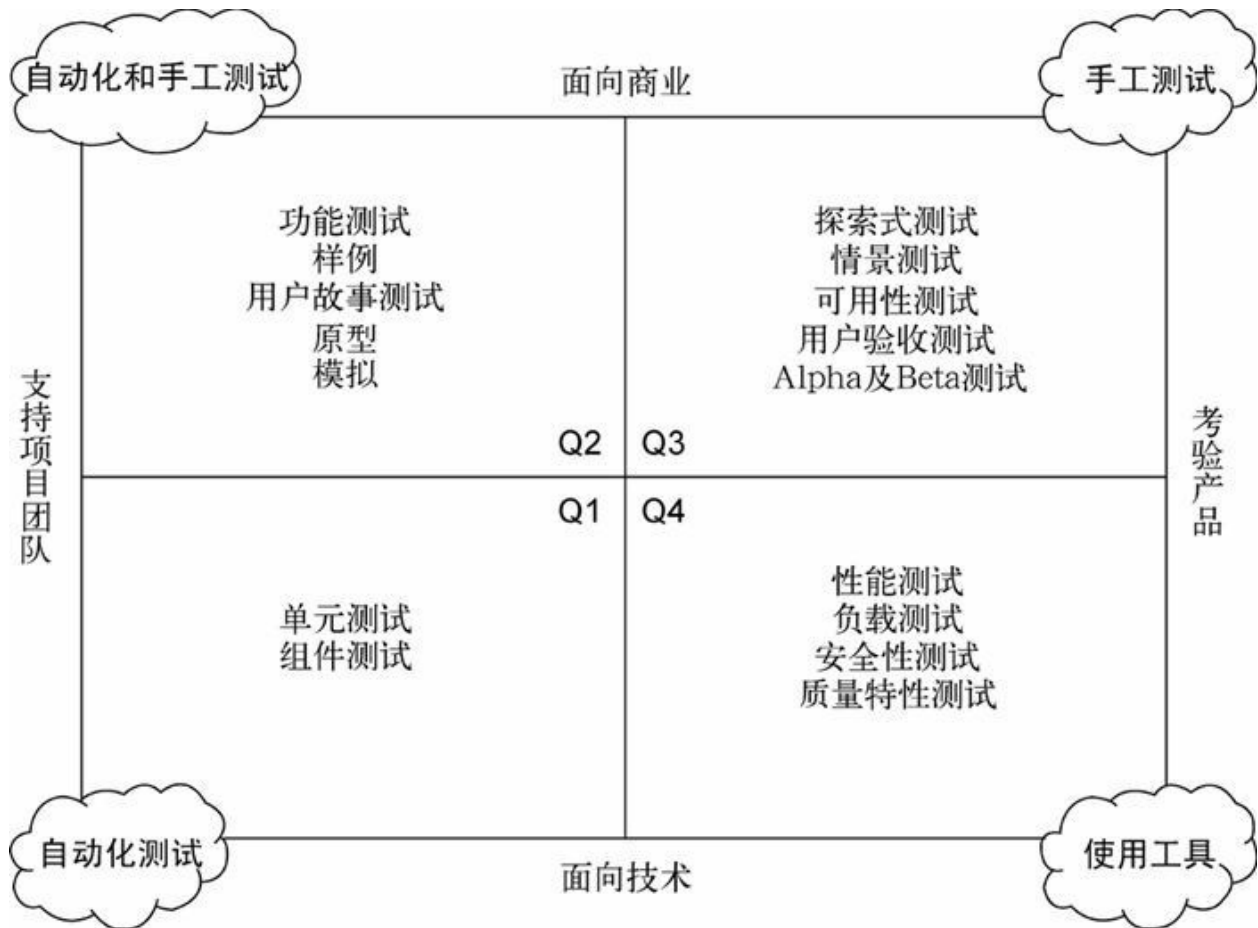 自动化和手工测试
面向商业
手工测试
功能测试
样例
用户故事测试
原型
模拟
探索式测试
情景测试
可用性测试
用户验收测试
Alpha及Beta测试
支持项目团队
考验产品
Q2
Q3
Q1
Q4
单元测试
组件测试
性能测试
负载测试
安全性测试
质量特性测试
自动化测试
面向技术
使用工具